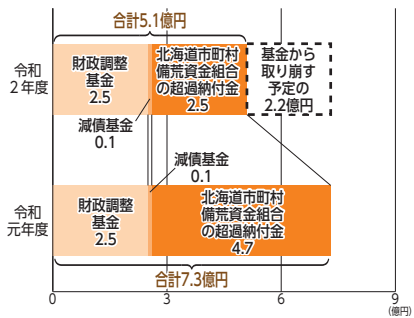 合計5.1億円
令和
2年度
財政調整
基金
2.5
北海道市町村
備荒資金組合
の超過納付金
2.5
基金から
取り崩す
予定の
2.2億円
減債基金
0.1
減債基金
0.1
令和
元年度
財政調整
基金
2.5
北海道市町村
備荒資金組合
の超過納付金
4.7
合計7.3億円
0
3
6
9
(億円)